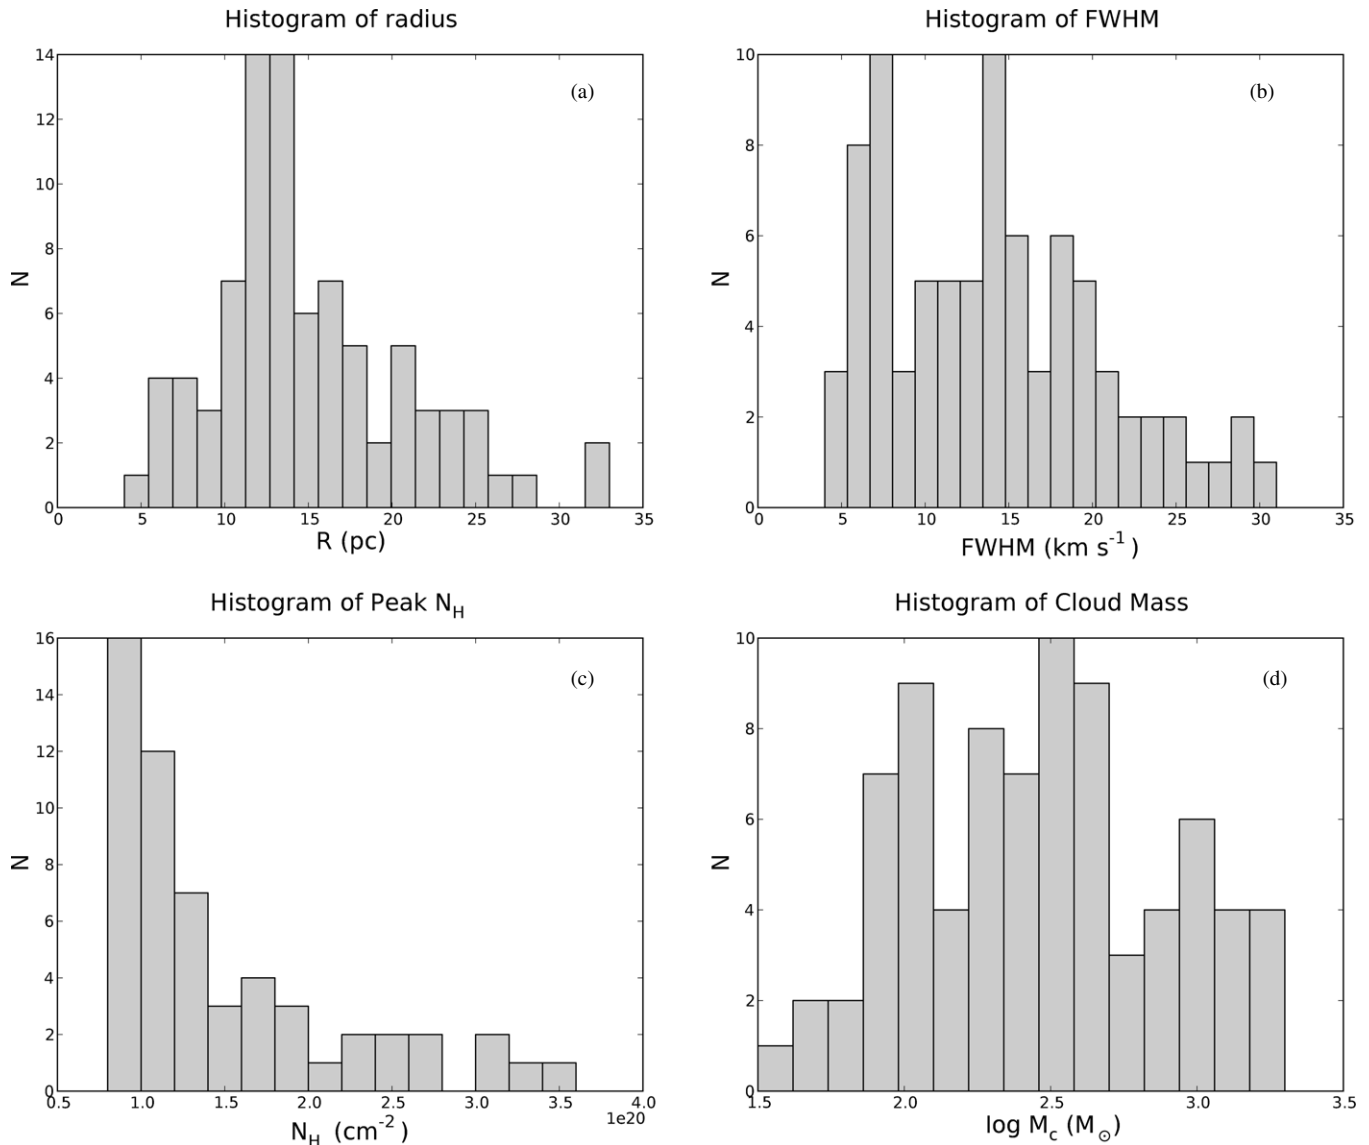 Histogram of radius
(a)
14
12
10
8
6
4
2
0
N
0 5 10 15 20 25 30 35
R (pc)
Histogram of FWHM
(b)
10
8
6
4
2
0
N
0 5 10 15 20 25 30 35
FWHM (km s⁻¹)
Histogram of Peak N_H
(c)
16
14
12
10
8
6
4
2
0
N
0.5 1.0 1.5 2.0 2.5 3.0 3.5 4.0
1e20
N_H (cm⁻²)
Histogram of Cloud Mass
(d)
10
8
6
4
2
0
N
1.5 2.0 2.5 3.0 3.5
log M_c (M_⊙)